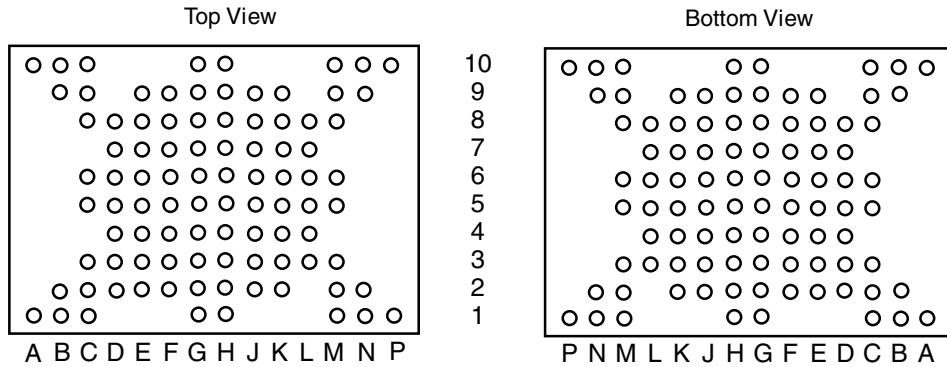 Top View
Bottom View
10
9
8
7
6
5
4
3
2
1
A B C D E F G H J K L M N P
P N M L K J H G F E D C B A